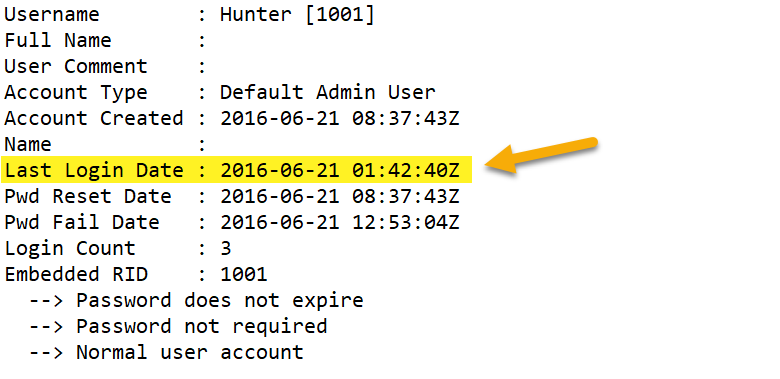 Username        : Hunter [1001]
Full Name       :
User Comment    :
Account Type    : Default Admin User
Account Created : 2016-06-21 08:37:43Z
Name            :
Last Login Date : 2016-06-21 01:42:40Z
Pwd Reset Date  : 2016-06-21 08:37:43Z
Pwd Fail Date   : 2016-06-21 12:53:04Z
Login Count     : 3
Embedded RID    : 1001
  --> Password does not expire
  --> Password not required
  --> Normal user account